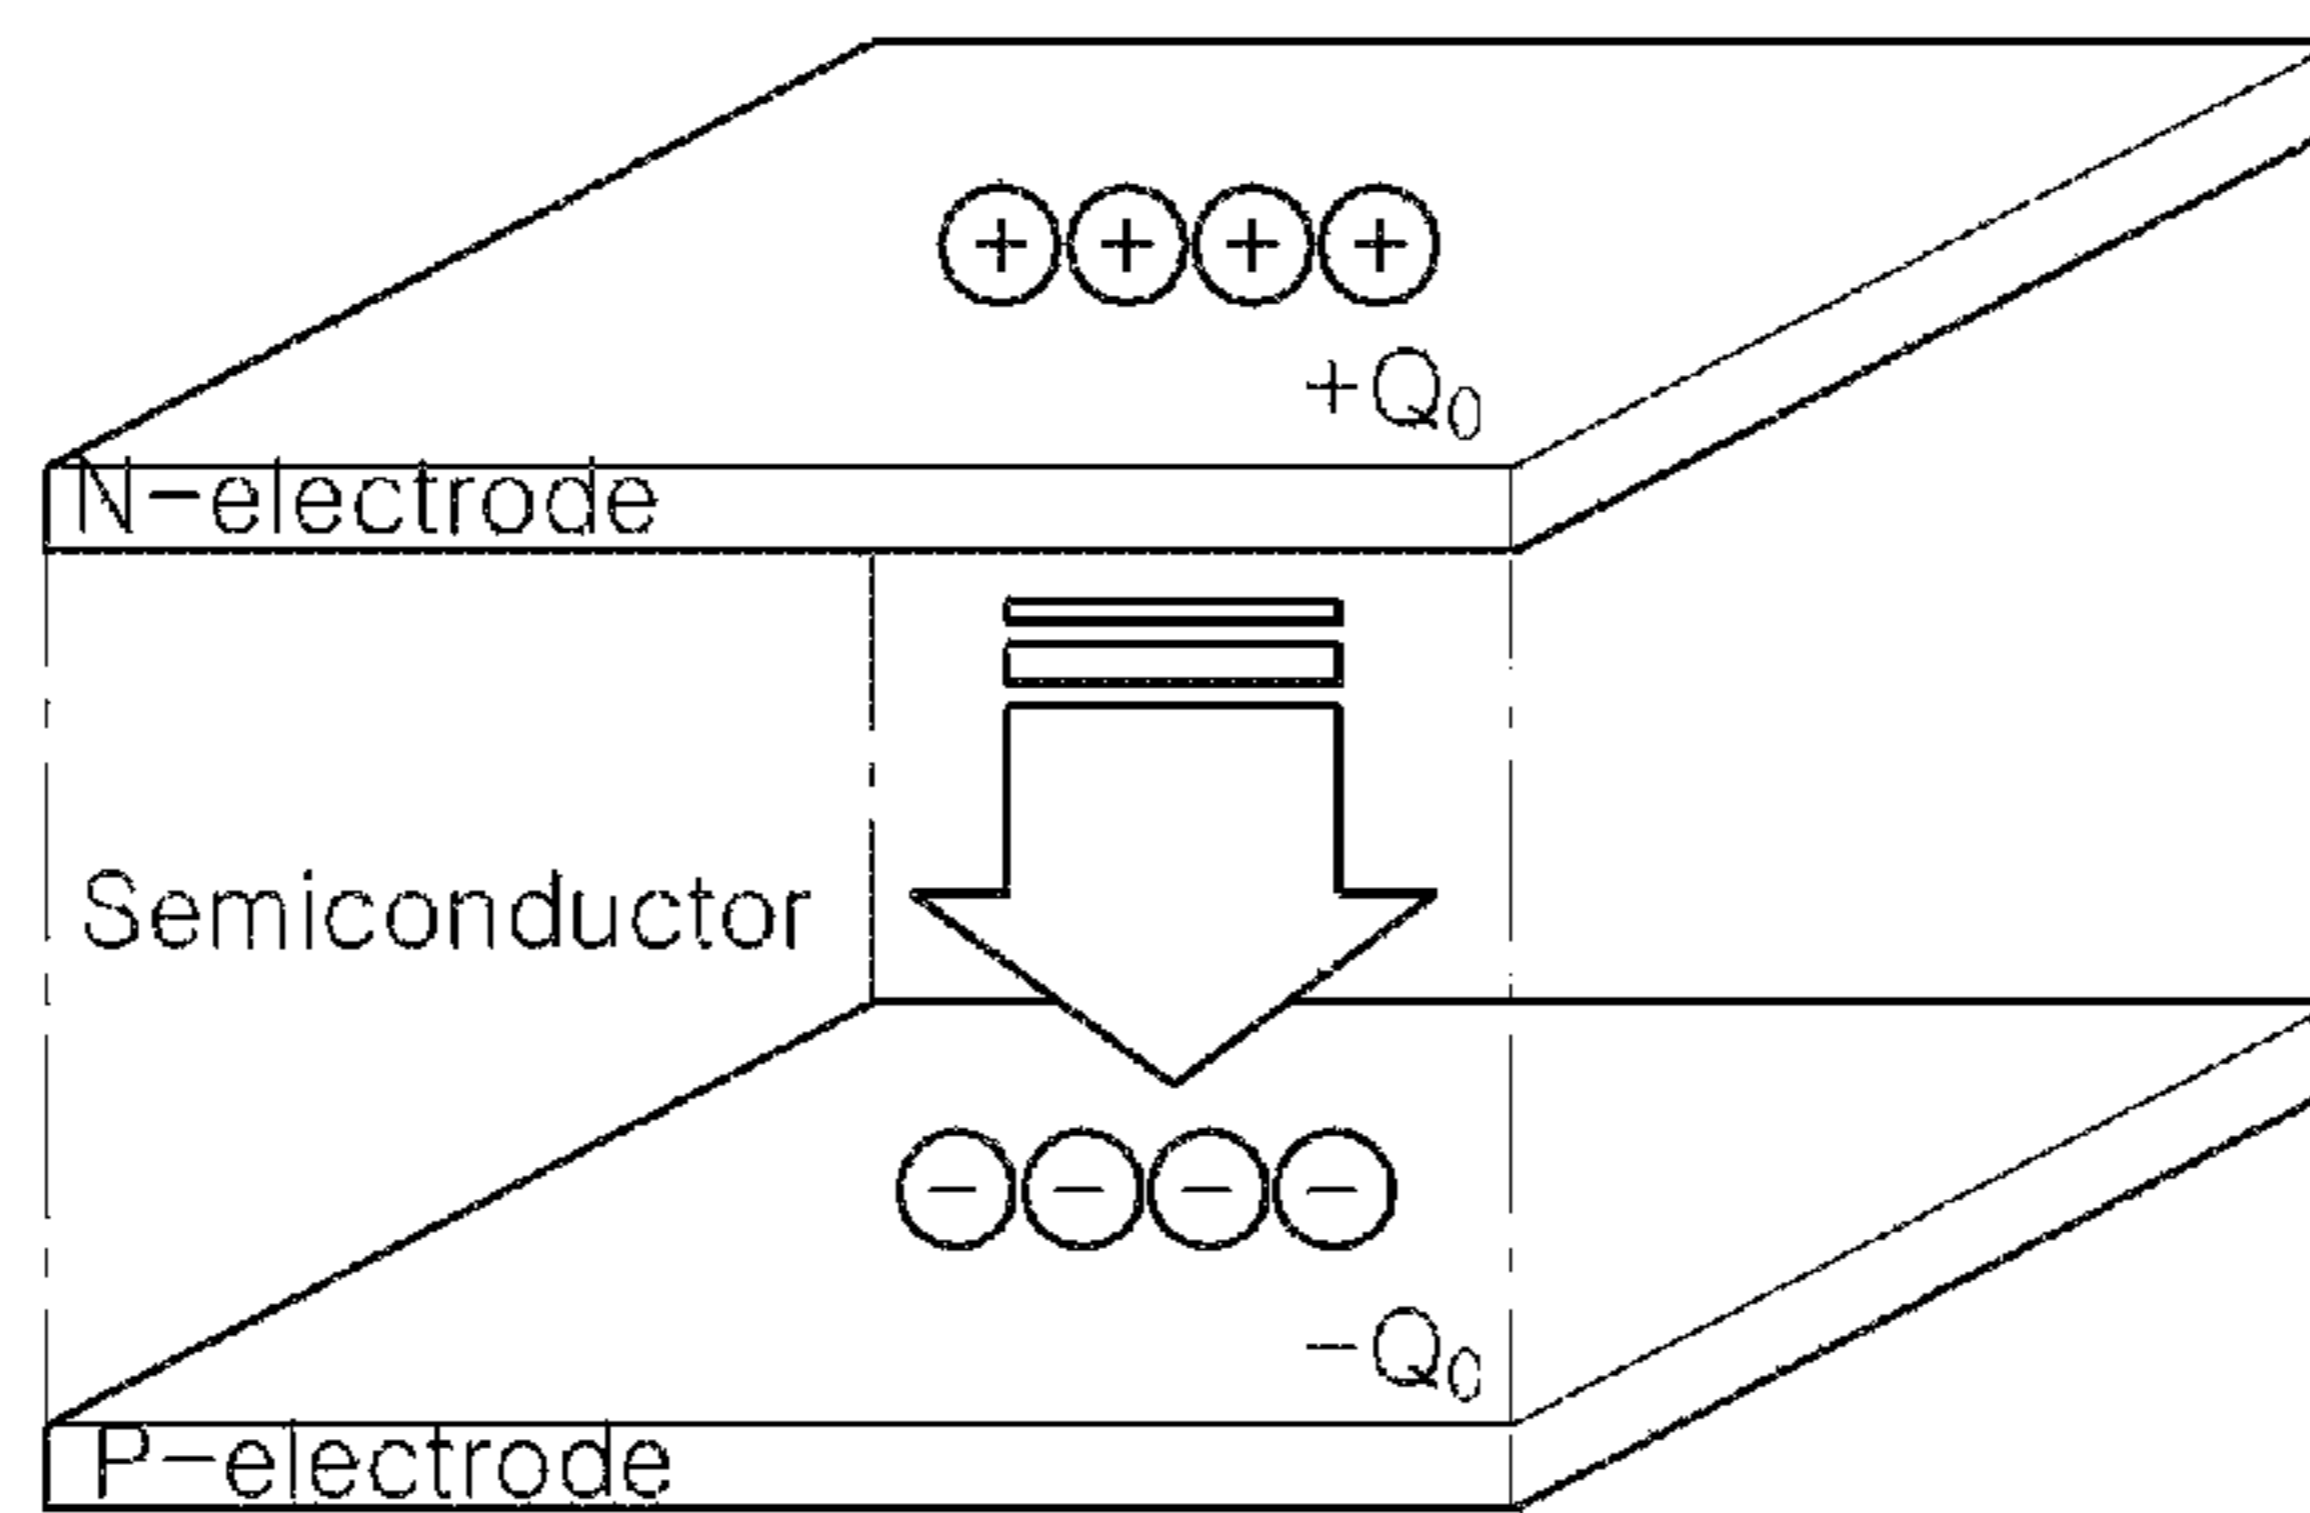 ++++
+Q0
N-electrode
Semiconductor
----
-Q0
P-electrode